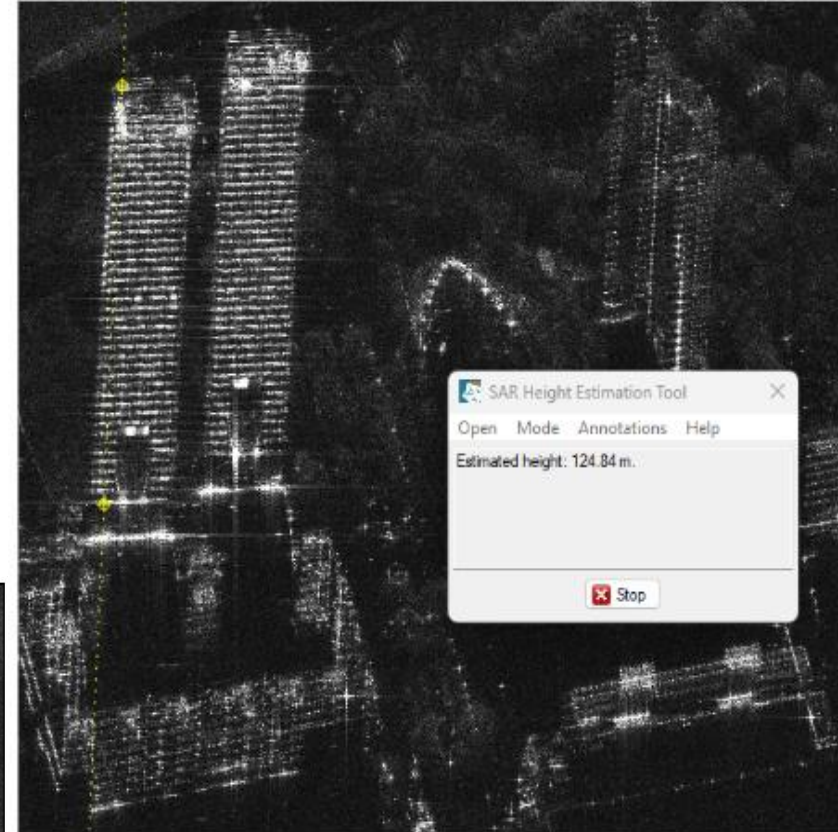 SAR Height Estimation Tool
Open Mode Annotations Help
Estimated height: 124.84 m.
Stop